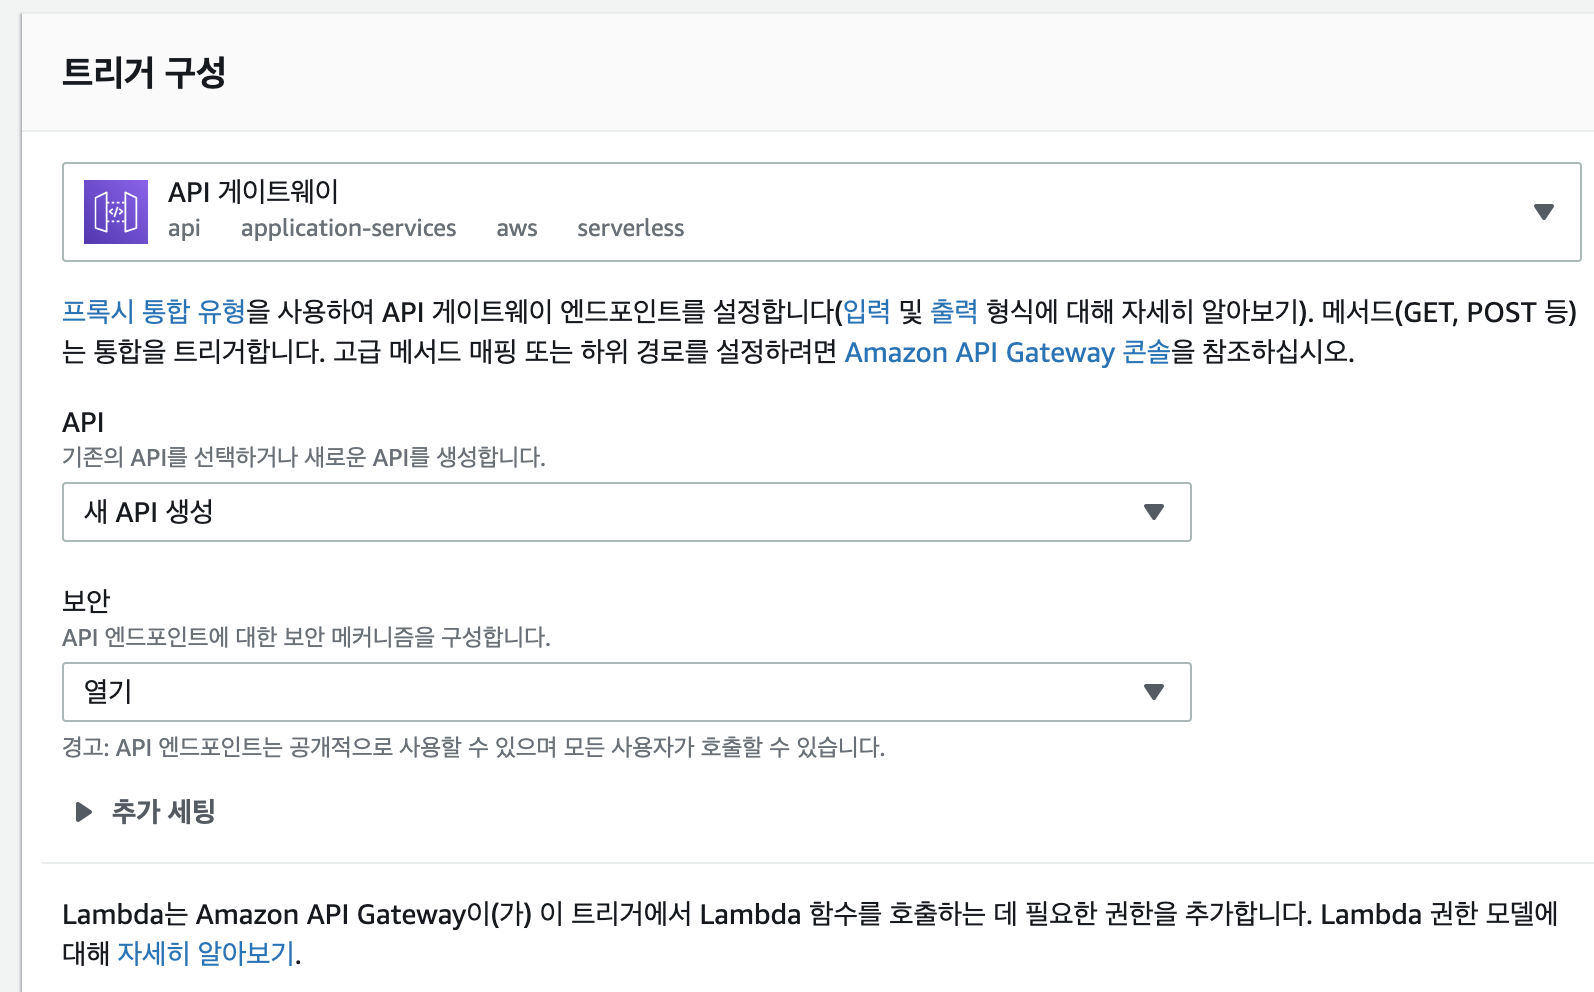 트리거 구성
API 게이트웨이
api application-services aws serverless
프록시 통합 유형을 사용하여 API 게이트웨이 엔드포인트를 설정합니다(입력 및 출력 형식에 대해 자세히 알아보기). 메서드(GET, POST 등)
는 통합을 트리거합니다. 고급 메서드 매핑 또는 하위 경로를 설정하려면 Amazon API Gateway 콘솔을 참조하십시오.
API
기존의 API를 선택하거나 새로운 API를 생성합니다.
새 API 생성
보안
API 엔드포인트에 대한 보안 메커니즘을 구성합니다.
열기
경고: API 엔드포인트는 공개적으로 사용할 수 있으며 모든 사용자가 호출할 수 있습니다.
추가 세팅
Lambda는 Amazon API Gateway이(가) 이 트리거에서 Lambda 함수를 호출하는 데 필요한 권한을 추가합니다. Lambda 권한 모델에
대해 자세히 알아보기.